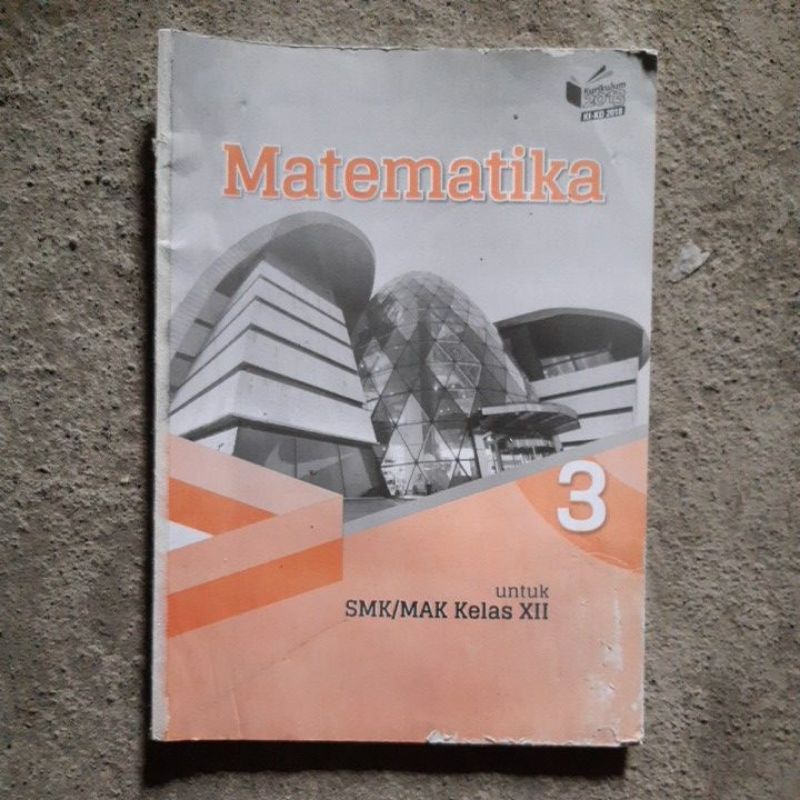 Kurikulum
2013
KI-KD 2018
Matematika
3
untuk
SMK/MAK Kelas XII